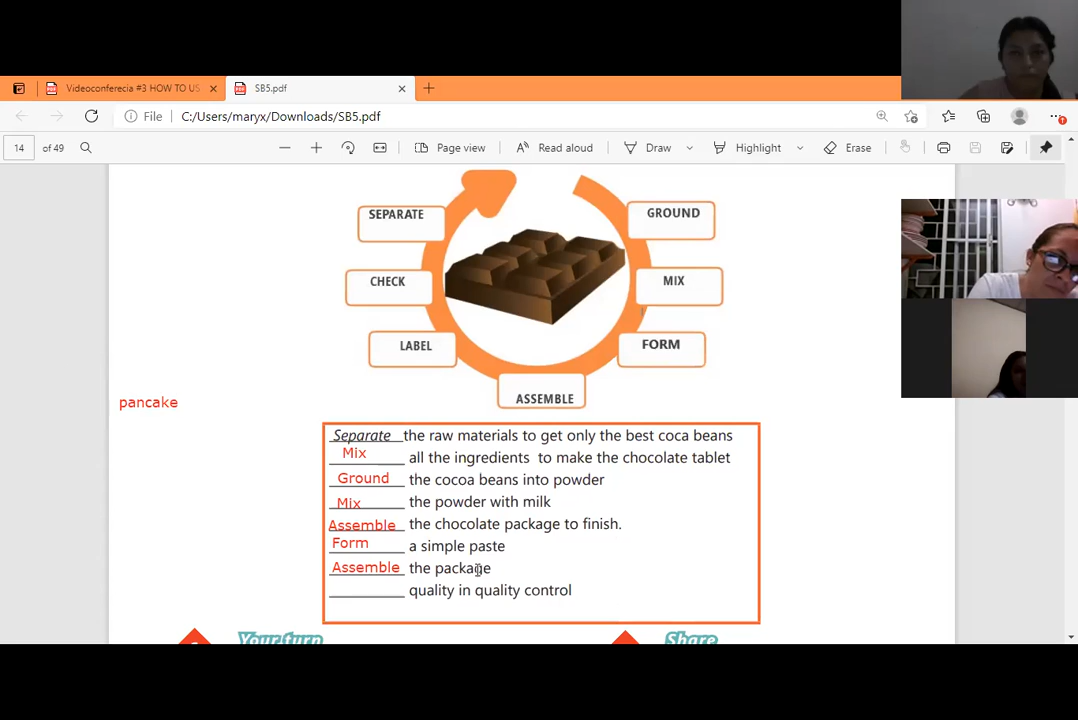 Videoconferecia #3 HOW TO US
SB5.pdf
File C:/Users/maryx/Downloads/SB5.pdf
14 of 49 Page view Read aloud Draw Highlight Erase
SEPARATE
GROUND
CHECK
MIX
LABEL
FORM
ASSEMBLE
pancake
Separate the raw materials to get only the best coca beans
Mix all the ingredients to make the chocolate tablet
Ground the cocoa beans into powder
Mix the powder with milk
Assemble the chocolate package to finish.
Form a simple paste
Assemble the package
quality in quality control
Your turn
Share